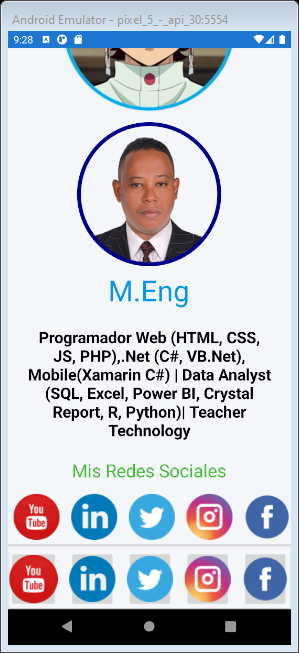 Android Emulator - pixel_5_-_api_30:5554
9:28
M.Eng
Programador Web (HTML, CSS,
JS, PHP),.Net (C#, VB.Net),
Mobile(Xamarin C#) | Data Analyst
(SQL, Excel, Power BI, Crystal
Report, R, Python)| Teacher
Technology
Mis Redes Sociales
You
Tube
in
f
You
Tube
in
f